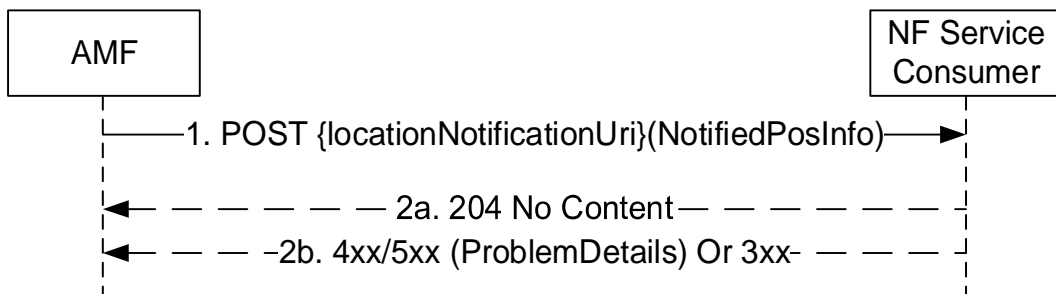 AMF
NF Service
Consumer
1. POST {locationNotificationUri}(NotifiedPosInfo)
2a. 204 No Content
2b. 4xx/5xx (ProblemDetails) Or 3xx